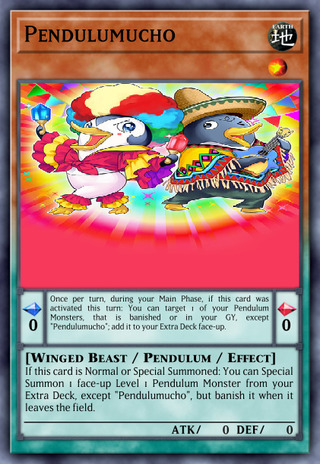 PENDULUMUCHO
EARTH
地
Once per turn, during your Main Phase, if this card was
activated this turn: You can target 1 of your Pendulum
Monsters, that is banished or in your GY, except
"Pendulumucho"; add it to your Extra Deck face-up.
0
0
[WINGED BEAST / PENDULUM / EFFECT]
If this card is Normal or Special Summoned: You can Special
Summon 1 face-up Level 1 Pendulum Monster from your
Extra Deck, except "Pendulumucho", but banish it when it
leaves the field.
ATK/ 0 DEF/ 0